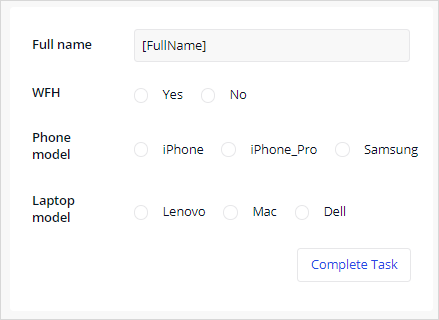 Full name [FullName]
WFH Yes No
Phone model iPhone iPhone_Pro Samsung
Laptop model Lenovo Mac Dell
Complete Task